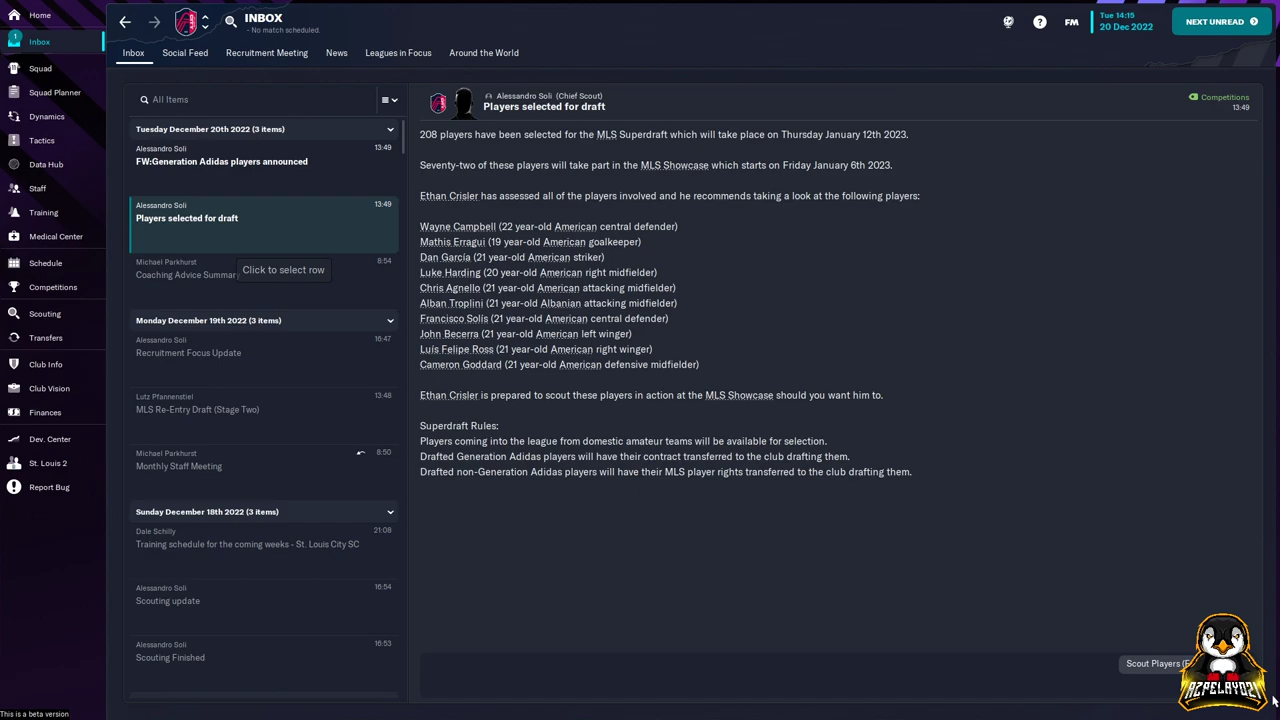 Home
1
Inbox
Squad
Squad Planner
Dynamics
Tactics
Data Hub
Staff
Training
Medical Center
Schedule
Competitions
Scouting
Transfers
Club Info
Club Vision
Finances
Dev. Center
St. Louis 2
Report Bug
This is a beta version
INBOX
- No match scheduled.
?
FM
Tue 14:15
20 Dec 2022
NEXT UNREAD
Inbox
Social Feed
Recruitment Meeting
News
Leagues in Focus
Around the World
All Items
Tuesday December 20th 2022 (3 items)
Alessandro Soli 13:49
FW:Generation Adidas players announced
Alessandro Soli 13:49
Players selected for draft
Michael Parkhurst 8:54
Coaching Advice Summar
Click to select row
Monday December 19th 2022 (3 items)
Alessandro Soli 16:47
Recruitment Focus Update
Lutz Pfannenstiel 13:48
MLS Re-Entry Draft (Stage Two)
Michael Parkhurst 8:50
Monthly Staff Meeting
Sunday December 18th 2022 (3 items)
Dale Schilly 21:08
Training schedule for the coming weeks - St. Louis City SC
Alessandro Soli 16:54
Scouting update
Alessandro Soli 16:53
Scouting Finished
Alessandro Soli (Chief Scout)
Players selected for draft
Competitions
13:49
208 players have been selected for the MLS Superdraft which will take place on Thursday January 12th 2023.
Seventy-two of these players will take part in the MLS Showcase which starts on Friday January 6th 2023.
Ethan Crisler has assessed all of the players involved and he recommends taking a look at the following players:
Wayne Campbell (22 year-old American central defender)
Mathis Erragui (19 year-old American goalkeeper)
Dan García (21 year-old American striker)
Luke Harding (20 year-old American right midfielder)
Chris Agnello (21 year-old American attacking midfielder)
Alban Troplini (21 year-old Albanian attacking midfielder)
Francisco Solís (21 year-old American central defender)
John Becerra (21 year-old American left winger)
Luís Felipe Ross (21 year-old American right winger)
Cameron Goddard (21 year-old American defensive midfielder)
Ethan Crisler is prepared to scout these players in action at the MLS Showcase should you want him to.
Superdraft Rules:
Players coming into the league from domestic amateur teams will be available for selection.
Drafted Generation Adidas players will have their contract transferred to the club drafting them.
Drafted non-Generation Adidas players will have their MLS player rights transferred to the club drafting them.
Scout Players
AZPELAYO21